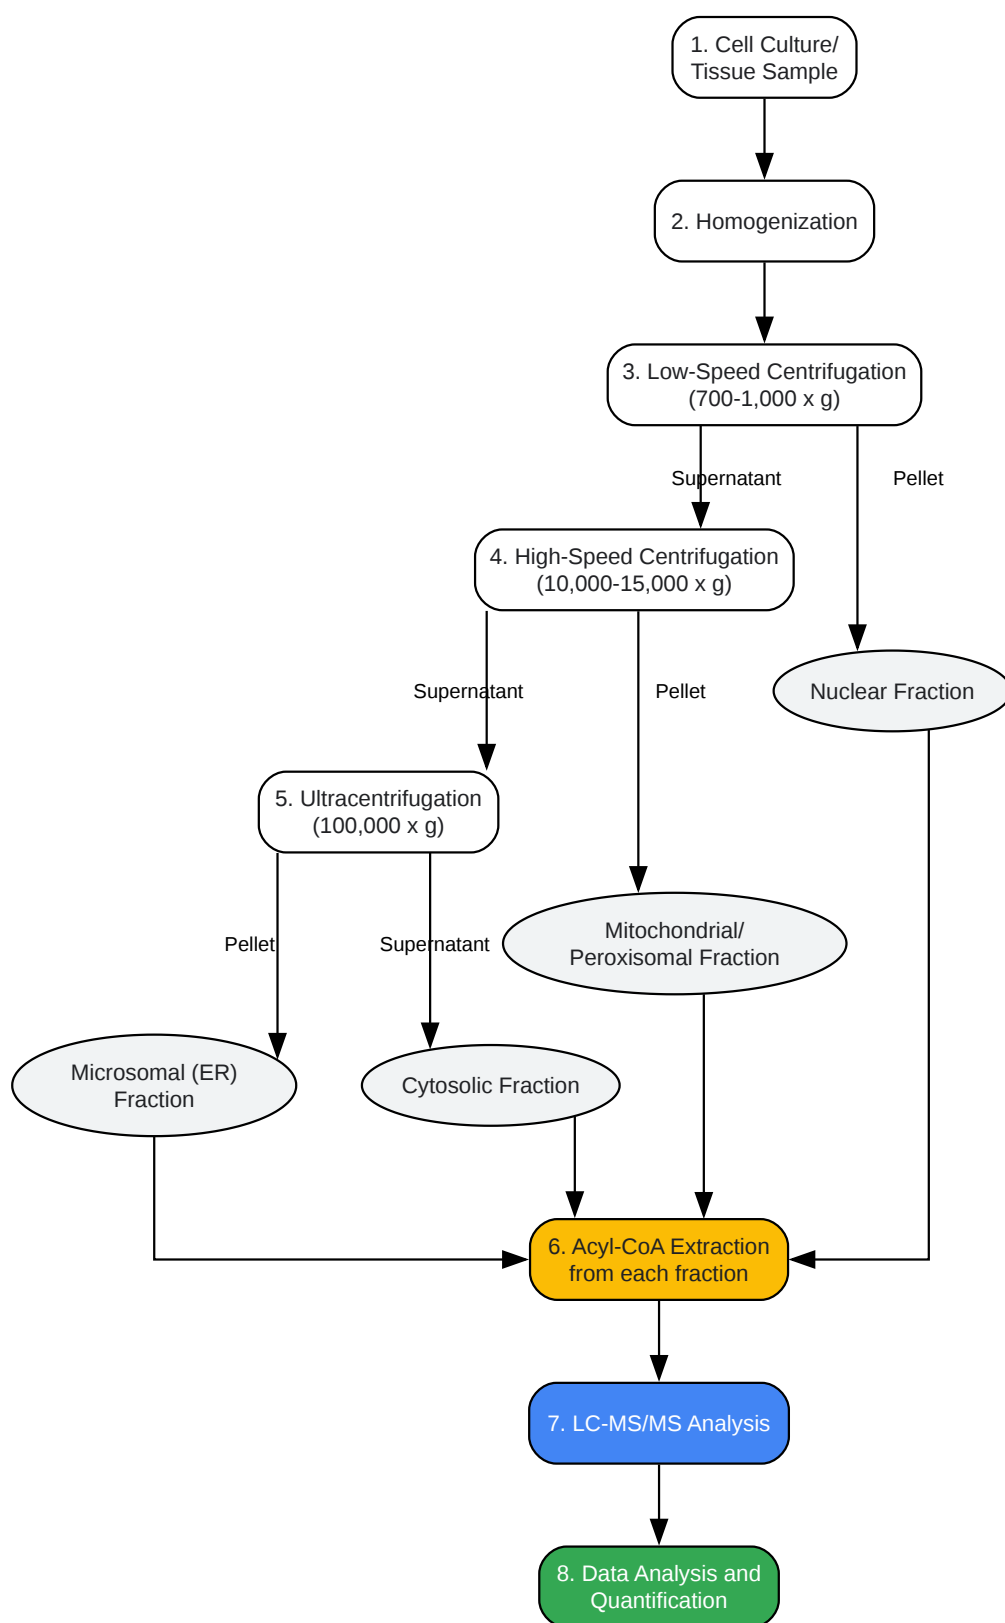 1. Cell Culture/
Tissue Sample
2. Homogenization
3. Low-Speed Centrifugation
(700-1,000 x g)
Supernatant
Pellet
4. High-Speed Centrifugation
(10,000-15,000 x g)
Supernatant
Pellet
Nuclear Fraction
5. Ultracentrifugation
(100,000 x g)
Pellet
Supernatant
Mitochondrial/
Peroxisomal Fraction
Microsomal (ER)
Fraction
Cytosolic Fraction
6. Acyl-CoA Extraction
from each fraction
7. LC-MS/MS Analysis
8. Data Analysis and
Quantification